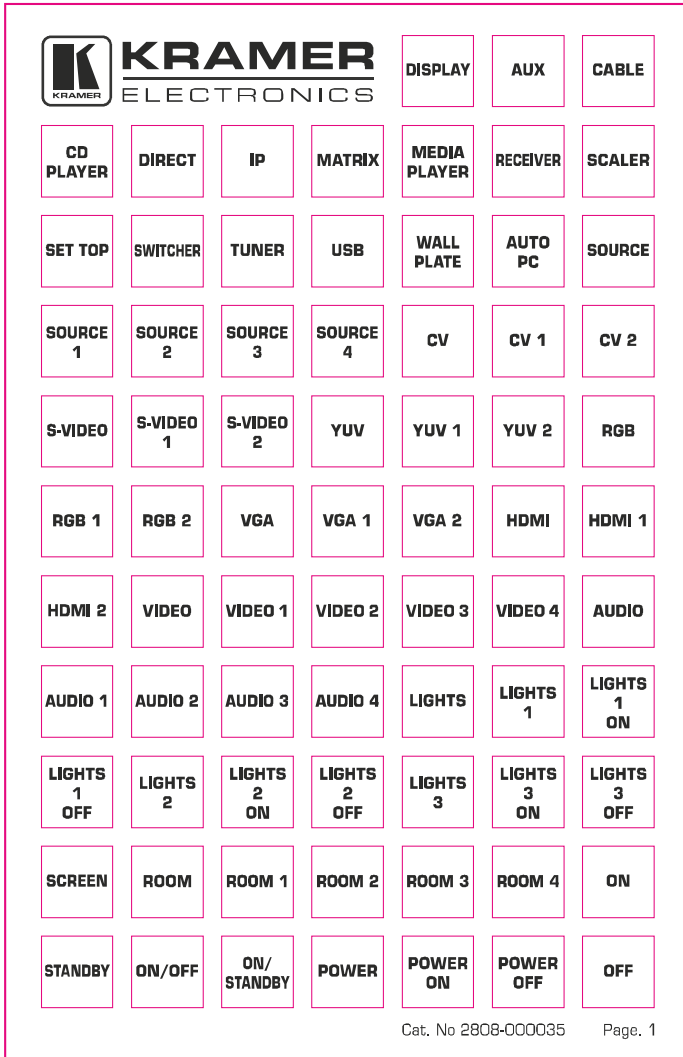 KRAMER
KRAMER
ELECTRONICS
DISPLAY
AUX
CABLE
CD
PLAYER
DIRECT
IP
MATRIX
MEDIA
PLAYER
RECEIVER
SCALER
SET TOP
SWITCHER
TUNER
USB
WALL
PLATE
AUTO
PC
SOURCE
SOURCE
1
SOURCE
2
SOURCE
3
SOURCE
4
CV
CV 1
CV 2
S-VIDEO
S-VIDEO
1
S-VIDEO
2
YUV
YUV 1
YUV 2
RGB
RGB 1
RGB 2
VGA
VGA 1
VGA 2
HDMI
HDMI 1
HDMI 2
VIDEO
VIDEO 1
VIDEO 2
VIDEO 3
VIDEO 4
AUDIO
AUDIO 1
AUDIO 2
AUDIO 3
AUDIO 4
LIGHTS
LIGHTS
1
LIGHTS
1
ON
LIGHTS
1
OFF
LIGHTS
2
LIGHTS
2
ON
LIGHTS
2
OFF
LIGHTS
3
LIGHTS
3
ON
LIGHTS
3
OFF
SCREEN
ROOM
ROOM 1
ROOM 2
ROOM 3
ROOM 4
ON
STANDBY
ON/OFF
ON/
STANDBY
POWER
POWER
ON
POWER
OFF
OFF
Cat. No 2808-000035
Page. 1